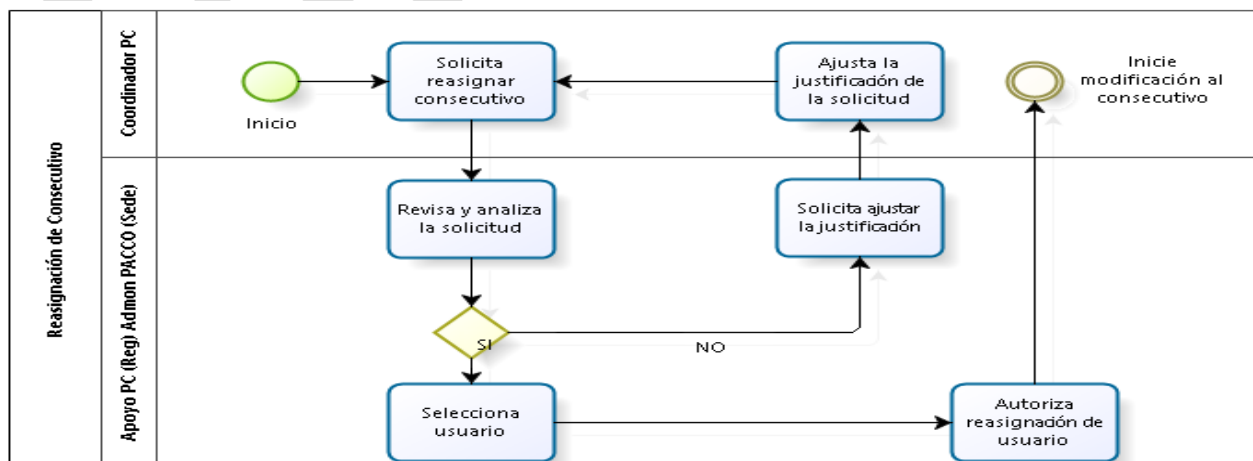 Reasignación de Consecutivo
Coordinador PC
Inicio
Solicita
reasignar
consecutivo
Ajusta la
justificación de
la solicitud
Inicie
modificación al
consecutivo
Apoyo PC (Reg) Admon PACCO (Sede)
Revisa y analiza
la solicitud
Solicita ajustar
la justificación
SI
NO
Selecciona
usuario
Autoriza
reasignación de
usuario